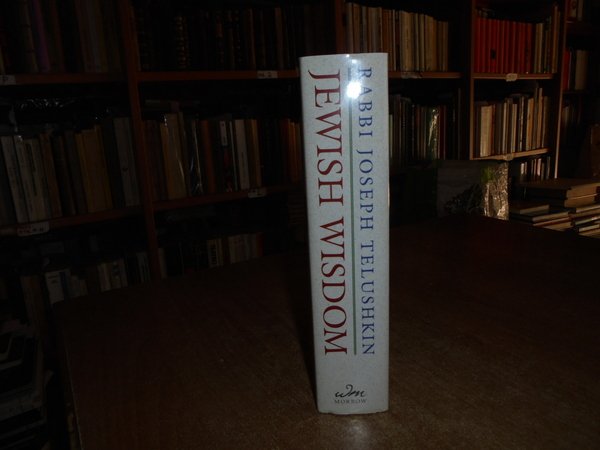 RABBI JOSEPH TELUSHKIN
JEWISH WISDOM
wm
MORROW